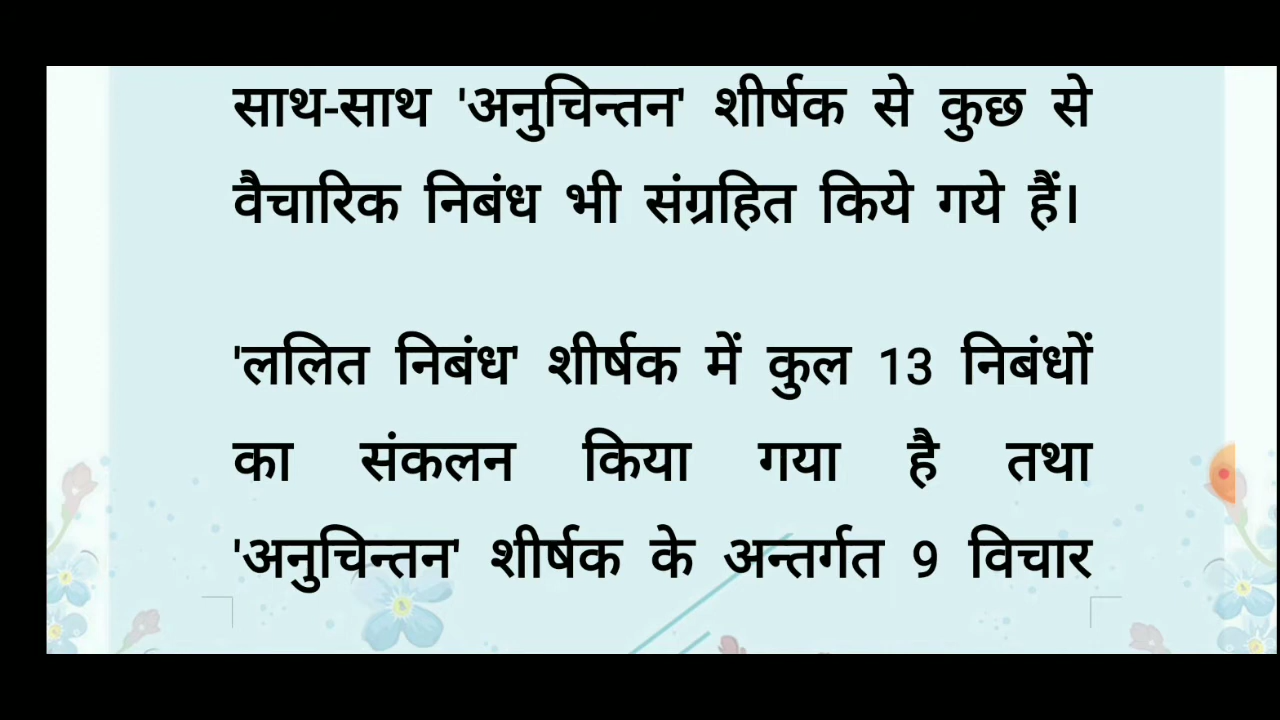 साथ-साथ 'अनुचिन्तन' शीर्षक से कुछ से
वैचारिक निबंध भी संग्रहित किये गये हैं।
'ललित निबंध' शीर्षक में कुल 13 निबंधों
का संकलन किया गया है तथा
'अनुचिन्तन' शीर्षक के अन्तर्गत 9 विचार